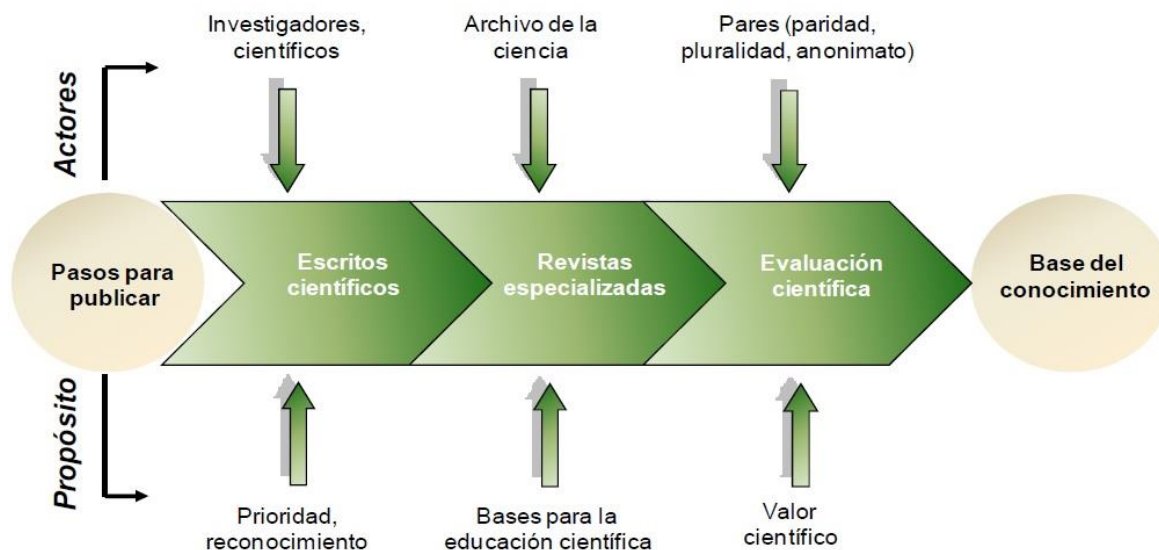 Investigadores,
científicos
Archivo de la
ciencia
Pares (paridad,
pluralidad, anonimato)
Actores
Pasos para
publicar
Escritos
científicos
Revistas
especializadas
Evaluación
científica
Base del
conocimiento
Propósito
Prioridad,
reconocimiento
Bases para la
educación científica
Valor
científico